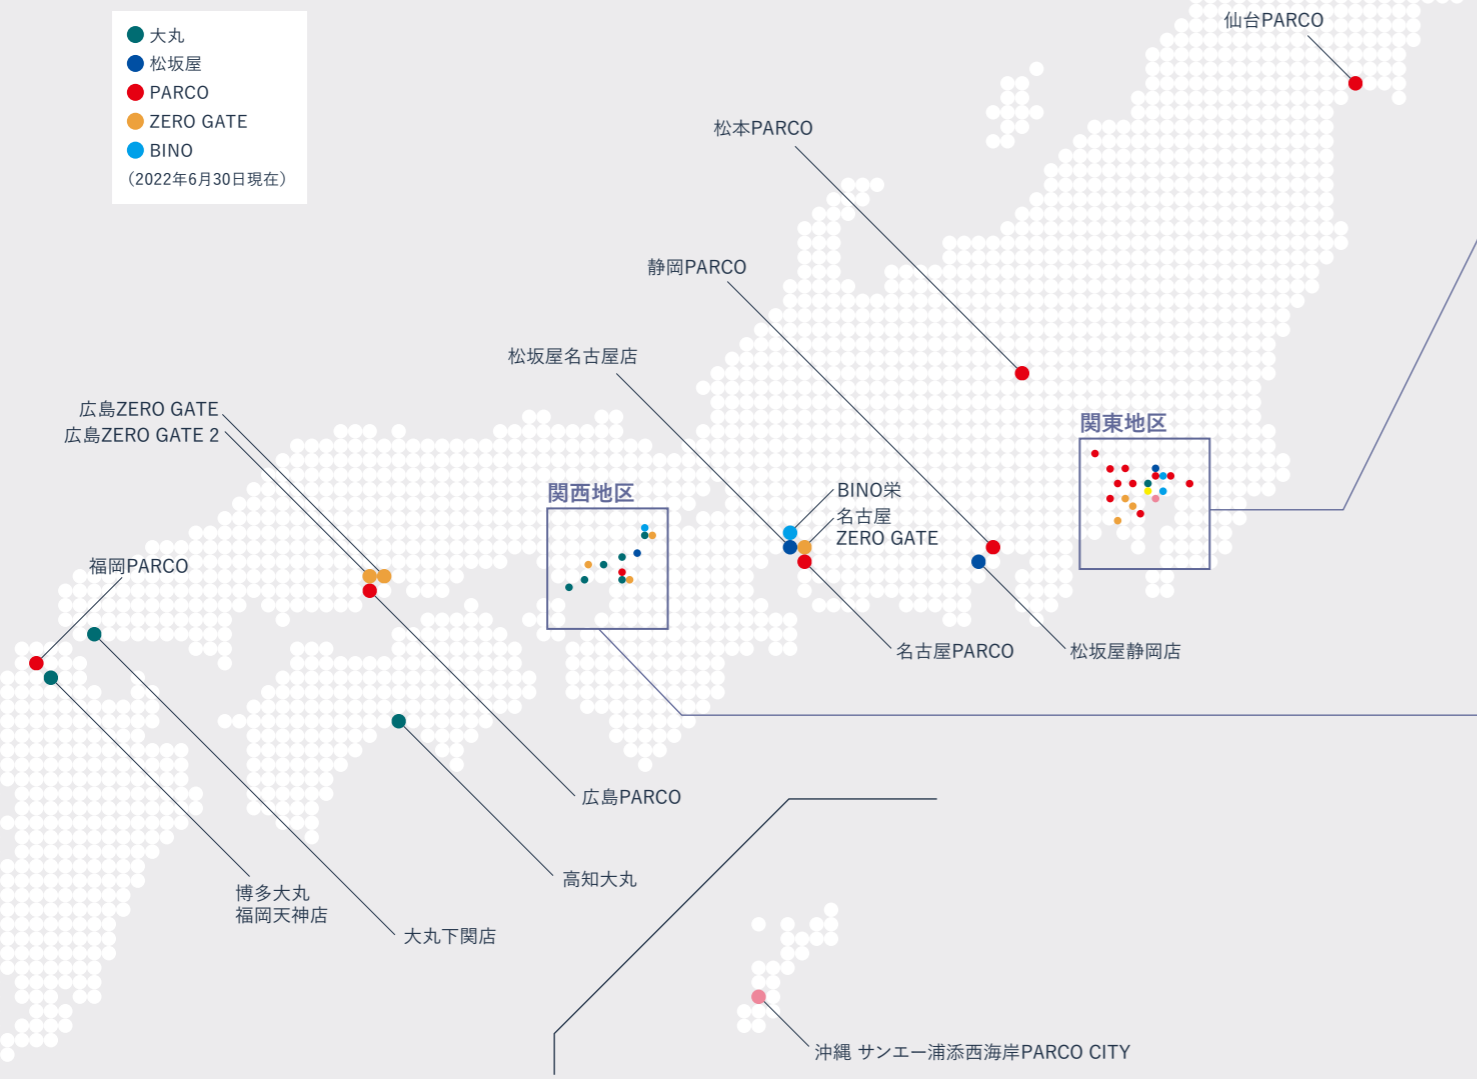 大丸
松坂屋
PARCO
ZERO GATE
BINO
（2022年6月30日現在）
仙台PARCO
松本PARCO
静岡PARCO
松坂屋名古屋店
広島ZERO GATE
広島ZERO GATE 2
関東地区
関西地区
BINO栄
名古屋
ZERO GATE
福岡PARCO
名古屋PARCO
松坂屋静岡店
広島PARCO
高知大丸
博多大丸
福岡天神店
大丸下関店
沖縄 サンエー浦添西海岸PARCO CITY